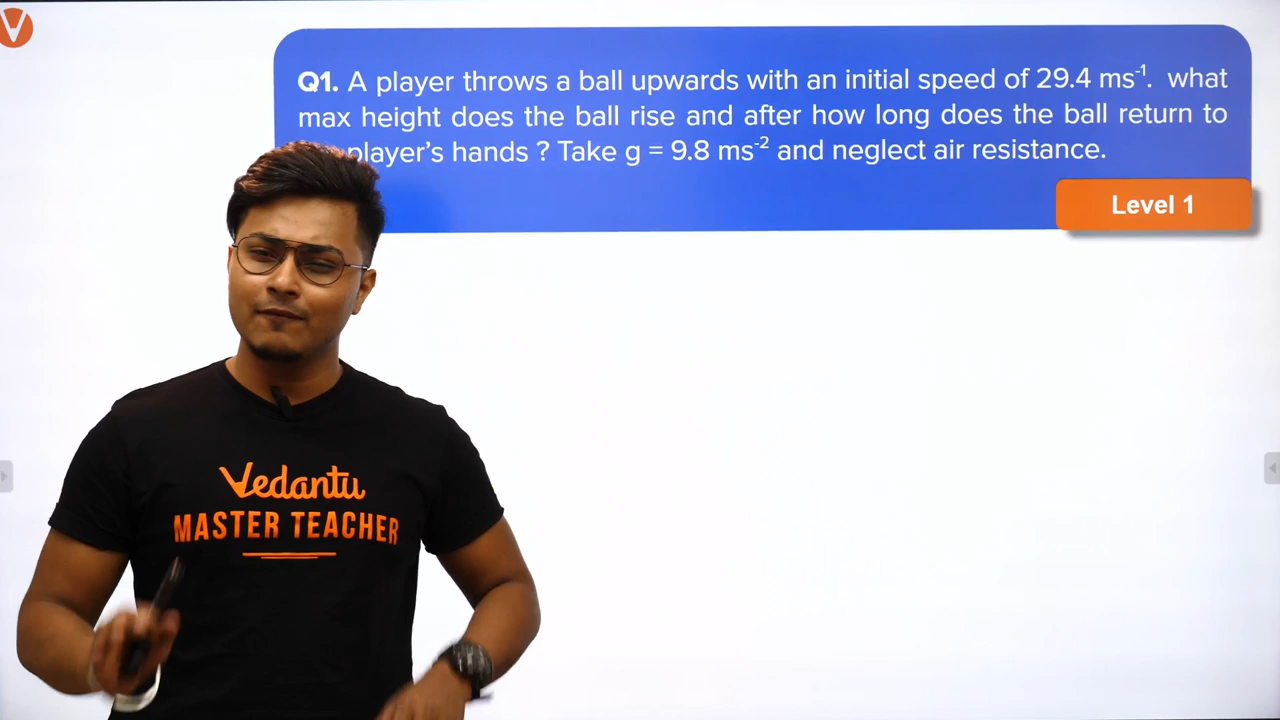 Q1. A player throws a ball upwards with an initial speed of 29.4 ms⁻¹. what
max height does the ball rise and after how long does the ball return to
player's hands ? Take g = 9.8 ms⁻² and neglect air resistance.
Level 1
Vedantu
MASTER TEACHER